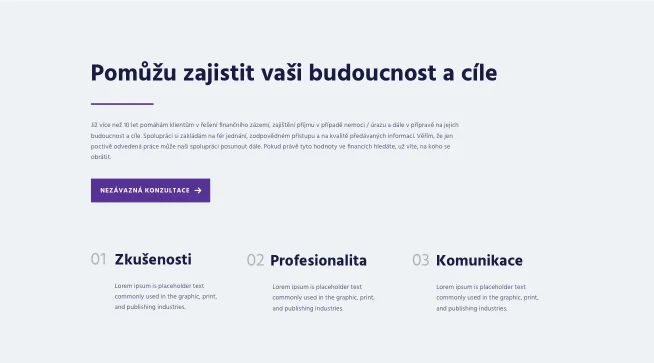 Pomůžu zajistit vaši budoucnost a cíle
Již více než 10 let pomáhám klientům v řešení finančního zázemí, zajištění příjmu v případě nemoci / úrazu a dále v přípravě na jejich
budoucnost a cíle. Spolupráci si zakládám na fér jednání, zodpovědném přístupu a na kvalitě předávaných informací. Věřím, že jen
poctivě odvedená práce může naši spolupráci posunout dále. Pokud právě tyto hodnoty ve financích hledáte, už víte, na koho se
obrátit.
NEZÁVAZNÁ KONZULTACE →
01 Zkušenosti
Lorem ipsum is placeholder text
commonly used in the graphic, print,
and publishing industries.
02 Profesionalita
Lorem ipsum is placeholder text
commonly used in the graphic, print,
and publishing industries.
03 Komunikace
Lorem ipsum is placeholder text
commonly used in the graphic, print,
and publishing industries.